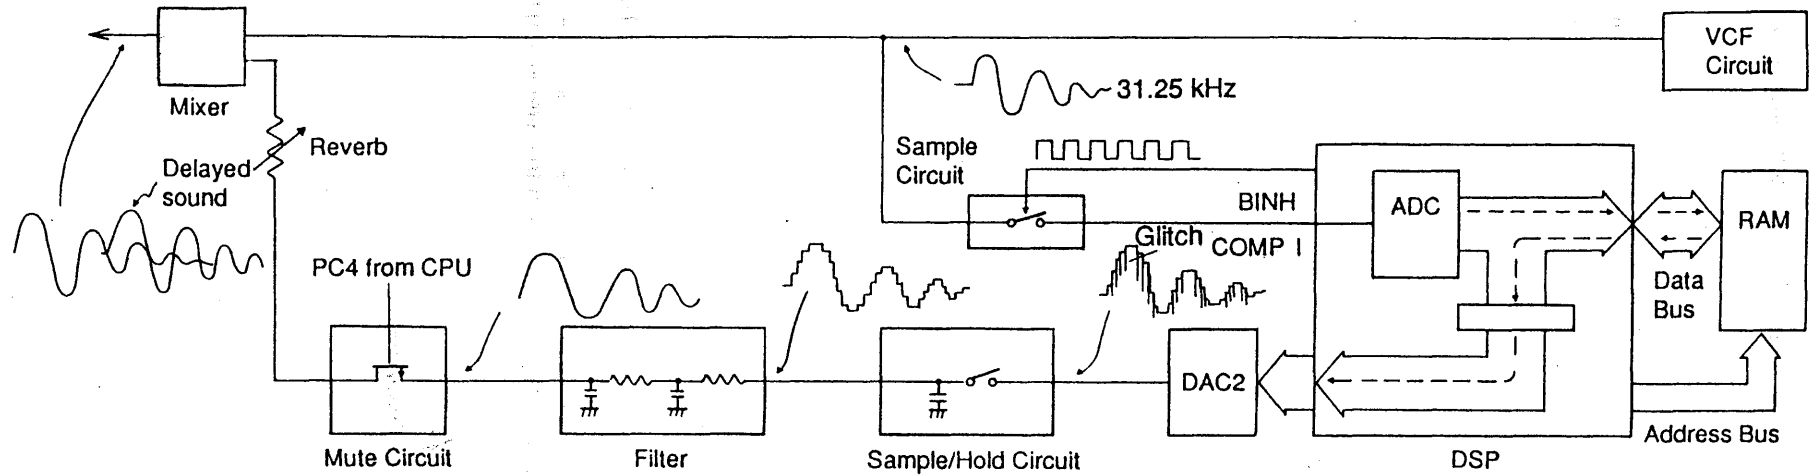 VCF
Circuit
Mixer
31.25 kHz
Reverb
Sample
Circuit
Delayed
sound
BINH
ADC
RAM
COMP I
Glitch
PC4 from CPU
Data
Bus
DAC2
Address Bus
Mute Circuit
Filter
Sample/Hold Circuit
DSP